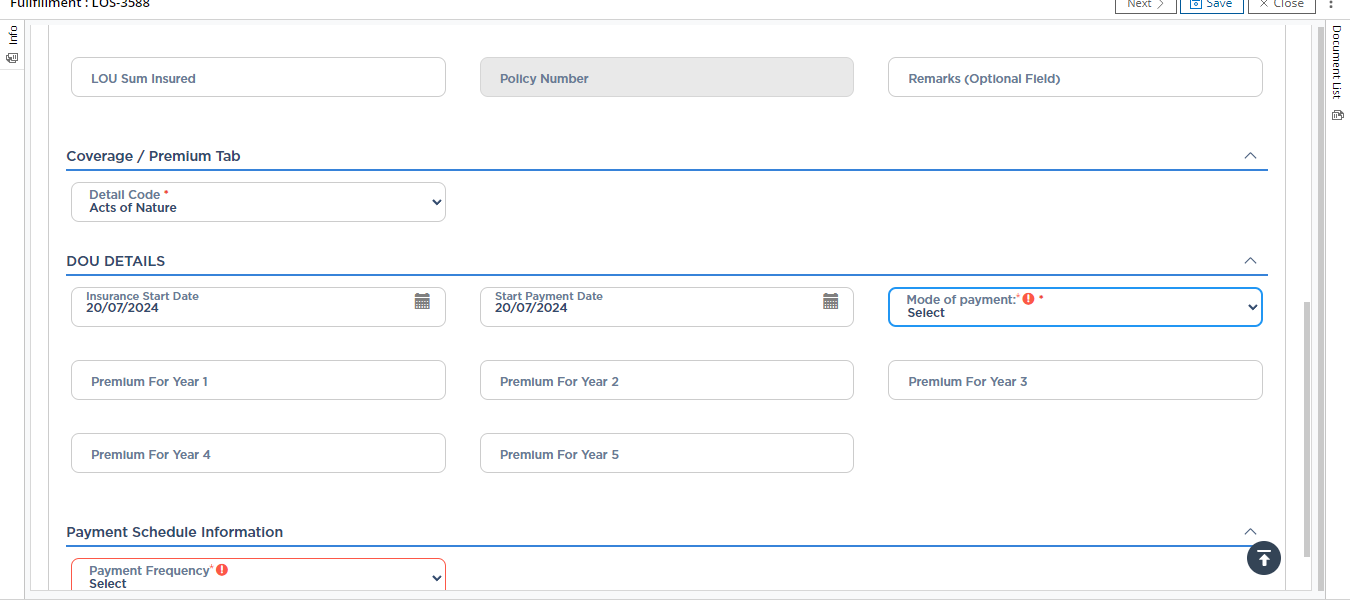 Fullfillment : LOS-3588
Next
Save
Close
Info
Document List
LOU Sum Insured
Policy Number
Remarks (Optional Field)
Coverage / Premium Tab
Detail Code *
Acts of Nature
DOU DETAILS
Insurance Start Date
20/07/2024
Start Payment Date
20/07/2024
Mode of payment:* *
Select
Premium For Year 1
Premium For Year 2
Premium For Year 3
Premium For Year 4
Premium For Year 5
Payment Schedule Information
Payment Frequency*
Select